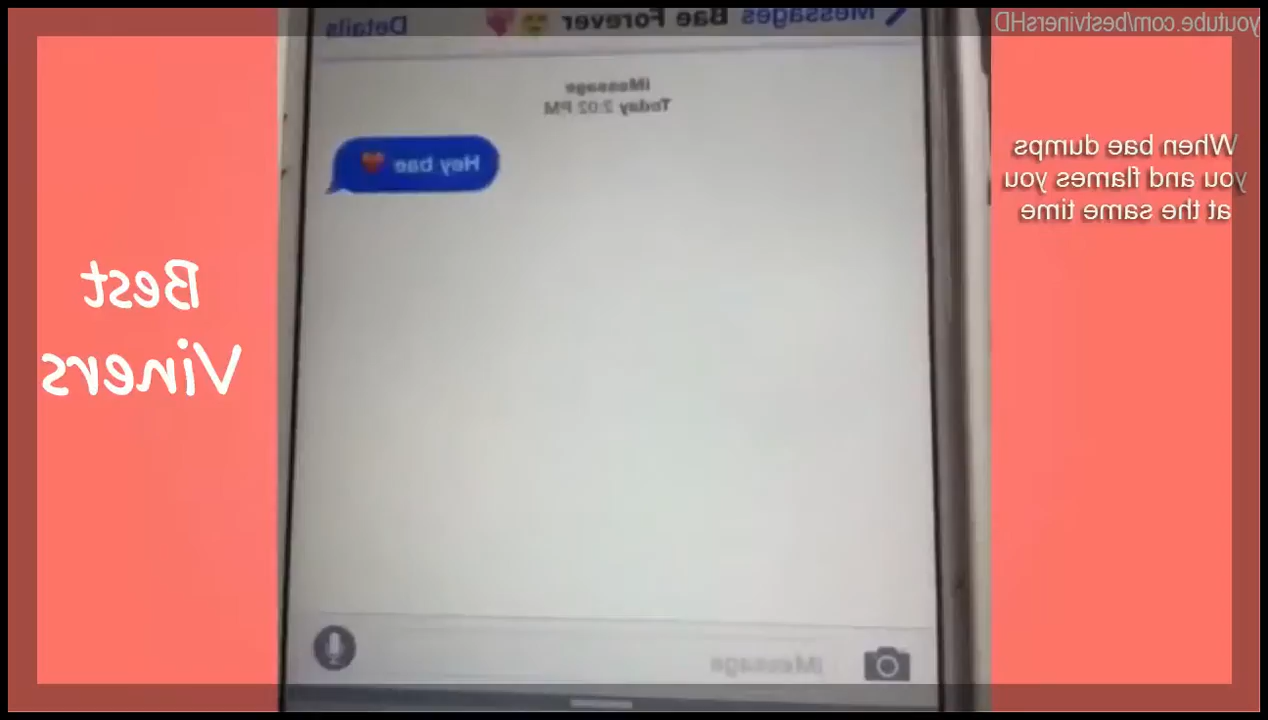 youtube.com/bestvinersHD
Messages Bae Forever 😍💓 Details
iMessage
Today 2:02 PM
Hey bae ❤️
When bae dumps
you and flames you
at the same time
Best
Viners
iMessage